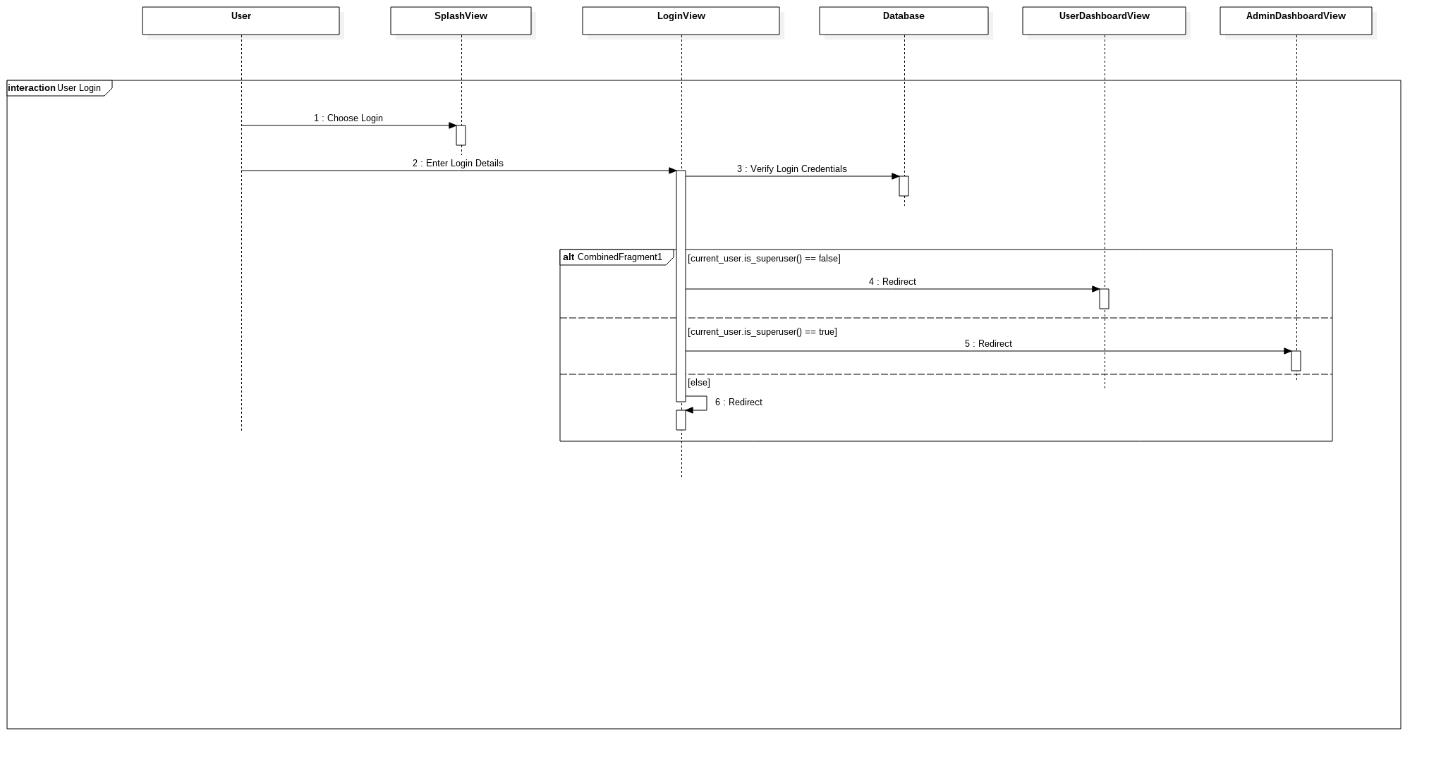 User
SplashView
LoginView
Database
UserDashboardView
AdminDashboardView
interaction User Login
1 : Choose Login
2 : Enter Login Details
3 : Verify Login Credentials
alt CombinedFragment1
[current_user.is_superuser() == false]
4 : Redirect
[current_user.is_superuser() == true]
5 : Redirect
[else]
6 : Redirect